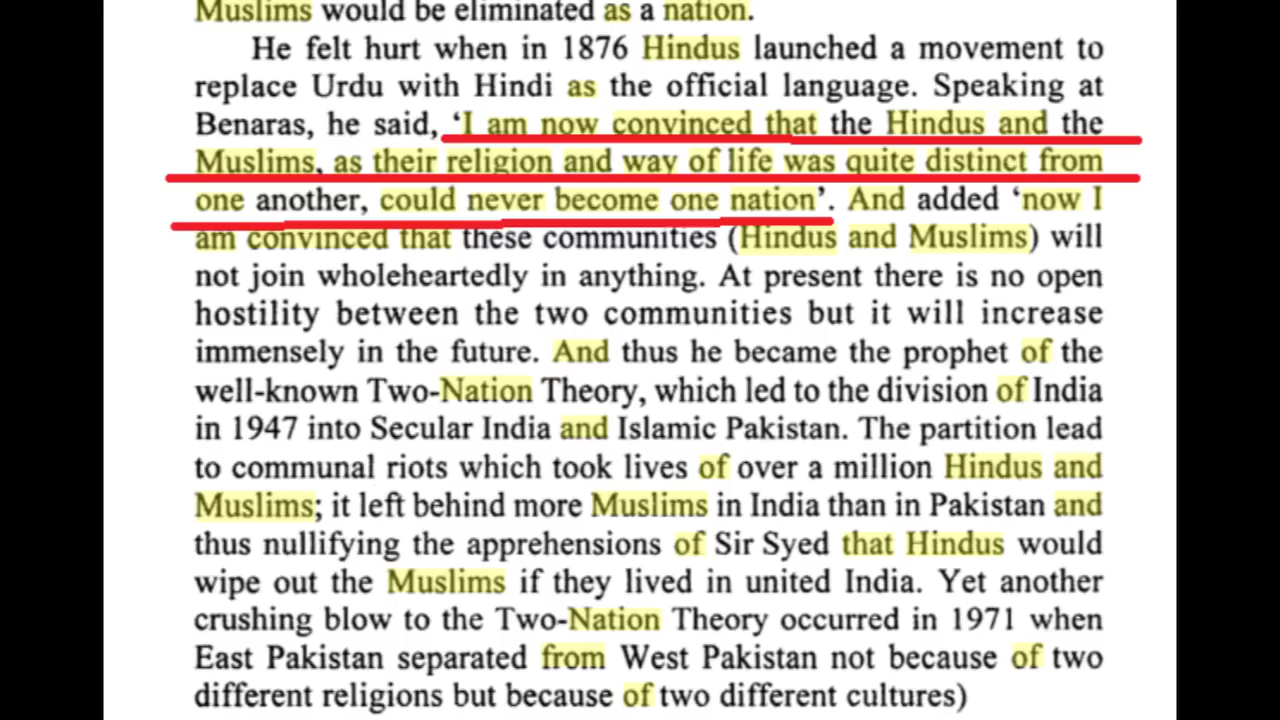 Muslims would be eliminated as a nation.
He felt hurt when in 1876 Hindus launched a movement to
replace Urdu with Hindi as the official language. Speaking at
Benaras, he said, ‘I am now convinced that the Hindus and the
Muslims, as their religion and way of life was quite distinct from
one another, could never become one nation’. And added ‘now I
am convinced that these communities (Hindus and Muslims) will
not join wholeheartedly in anything. At present there is no open
hostility between the two communities but it will increase
immensely in the future. And thus he became the prophet of the
well-known Two-Nation Theory, which led to the division of India
in 1947 into Secular India and Islamic Pakistan. The partition lead
to communal riots which took lives of over a million Hindus and
Muslims; it left behind more Muslims in India than in Pakistan and
thus nullifying the apprehensions of Sir Syed that Hindus would
wipe out the Muslims if they lived in united India. Yet another
crushing blow to the Two-Nation Theory occurred in 1971 when
East Pakistan separated from West Pakistan not because of two
different religions but because of two different cultures)